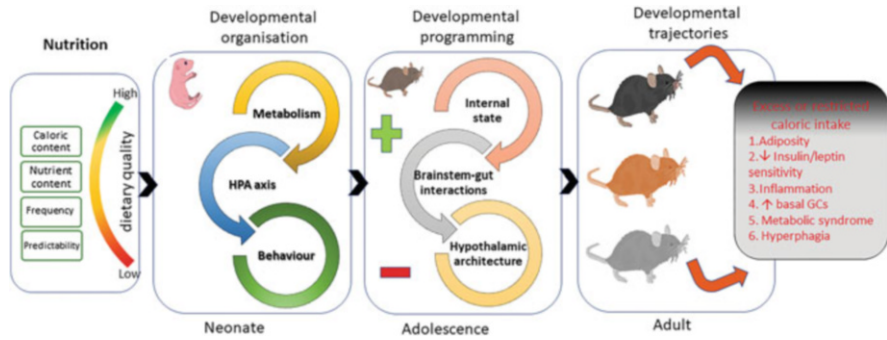 Nutrition
High
Caloric
content
Nutrient
content
Frequency
Predictability
dietary quality
Low
Developmental
organisation
Metabolism
HPA axis
Behaviour
Neonate
Developmental
programming
Internal
state
Brainstem-gut
interactions
Hypothalamic
architecture
Adolescence
Developmental
trajectories
Adult
Excess or restricted
caloric intake
1.Adiposity
2.↓ Insulin/leptin
sensitivity
3.Inflammation
4. ↑ basal GCs
5. Metabolic syndrome
6. Hyperphagia